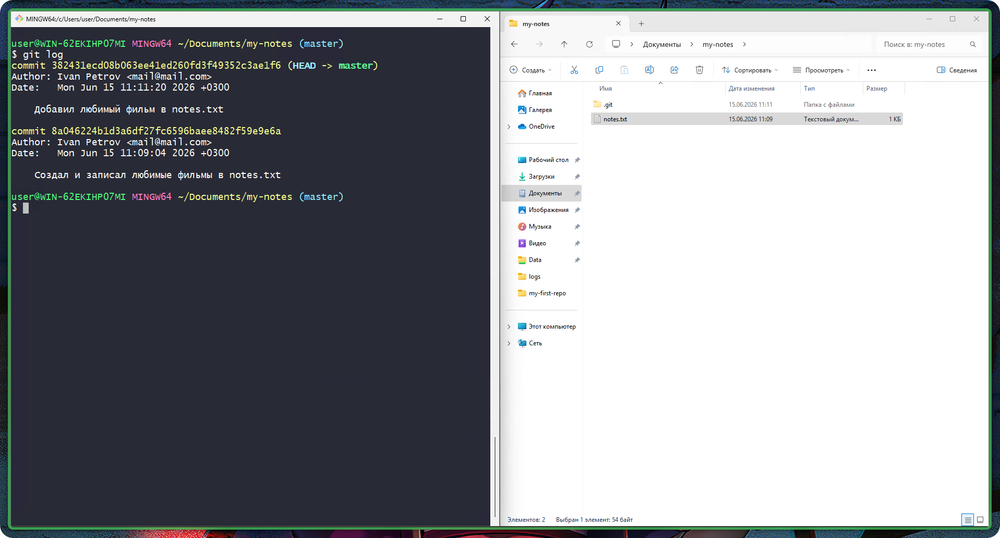 MINGW64:/c/Users/user/Documents/my-notes
user@WIN-62EKIHPO7MI MINGW64 ~/Documents/my-notes (master)
$ git log
commit 382431ecd08b063ee41ed260fd3f49352c3ae1f6 (HEAD -> master)
Author: Ivan Petrov <mail@mail.com>
Date:   Mon Jun 15 11:11:20 2026 +0300
Добавил любимый фильм в notes.txt
commit 8a046224b1d3a6df27fc6596baee8482f59e9e6a
Author: Ivan Petrov <mail@mail.com>
Date:   Mon Jun 15 11:09:04 2026 +0300
Создал и записал любимые фильмы в notes.txt
user@WIN-62EKIHPO7MI MINGW64 ~/Documents/my-notes (master)
$
my-notes
Документы > my-notes >
Поиск в: my-notes
Создать
Сортировать
Просмотреть
Сведения
Имя Дата изменения Тип Размер
.git 15.06.2026 11:11 Папка с файлами
notes.txt 15.06.2026 11:09 Текстовый докум... 1 КБ
Главная
Галерея
OneDrive
Рабочий стол
Загрузки
Документы
Изображения
Музыка
Видео
Data
logs
my-first-repo
Этот компьютер
Сеть
Элементов: 2 Выбран 1 элемент: 54 байт